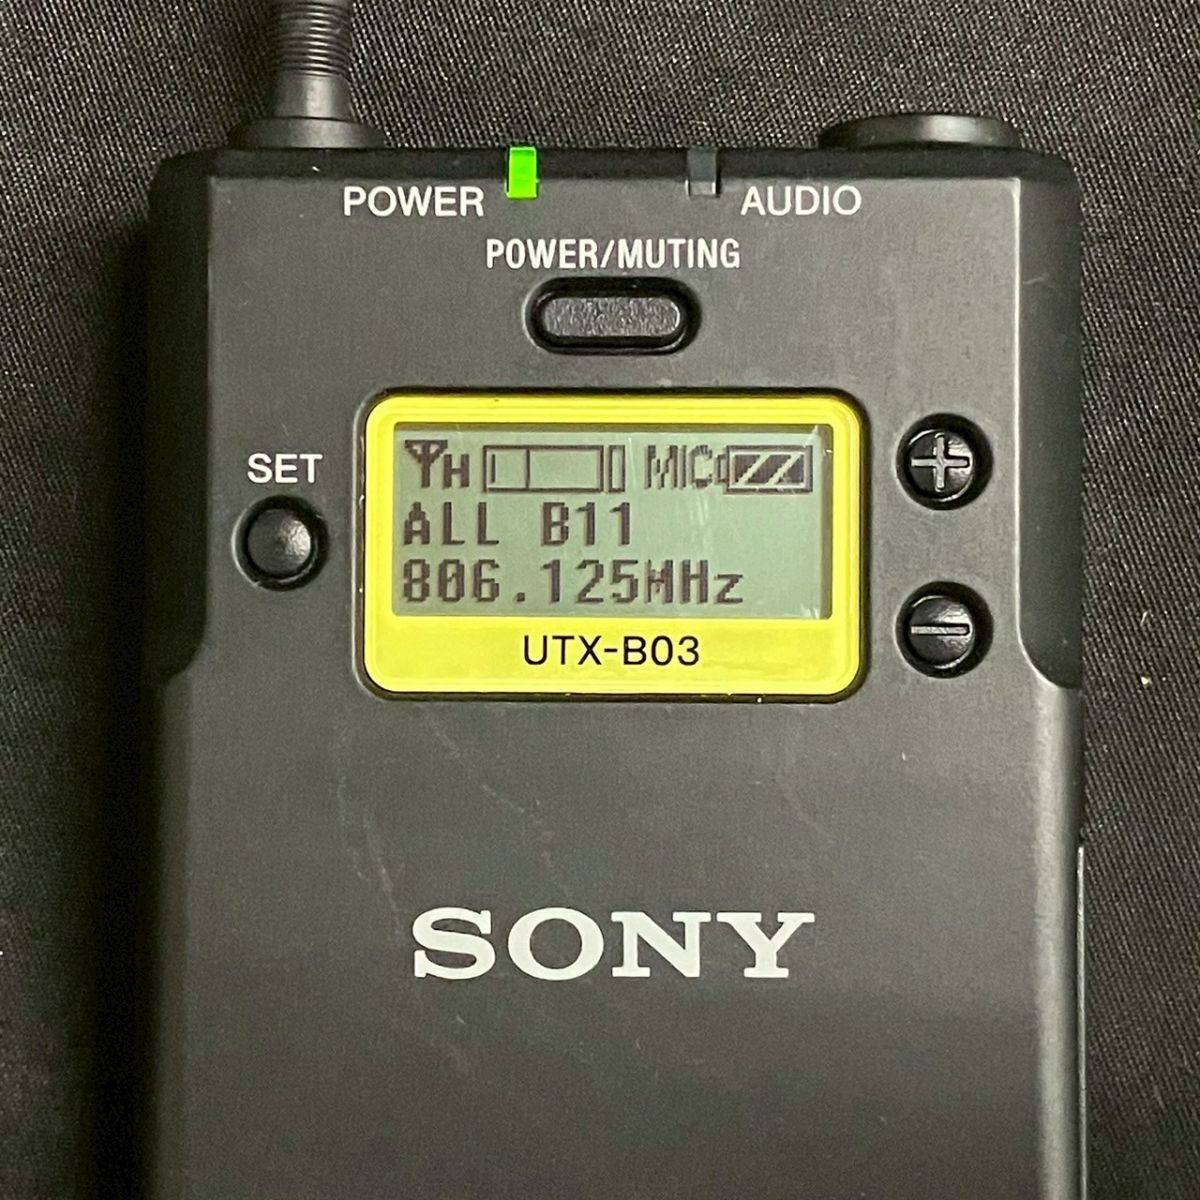 POWER
AUDIO
POWER/MUTING
SET
H MIC
ALL B11
806.125MHz
UTX-B03
SONY